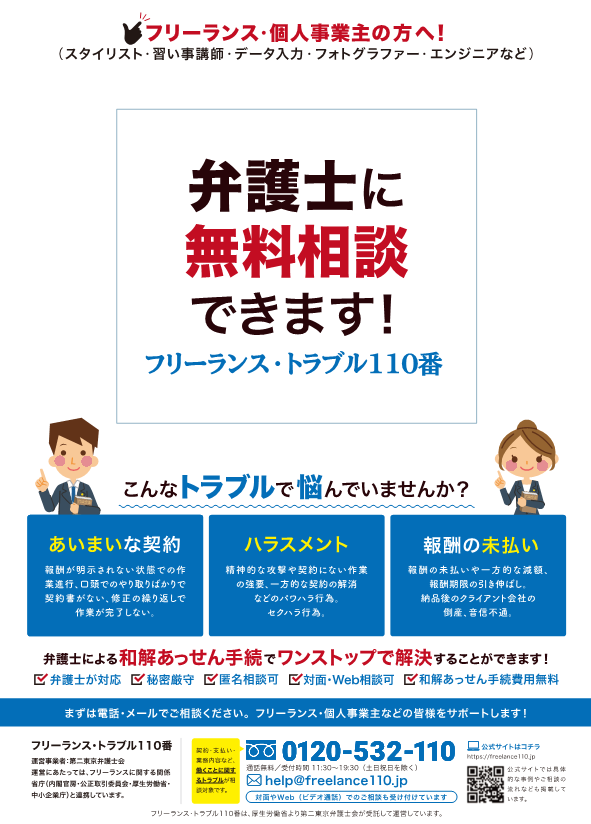 フリーランス・個人事業主の方へ!
(スタイリスト・習い事講師・データ入力・フォトグラファー・エンジニアなど)
弁護士に
無料相談
できます!
フリーランス・トラブル110番
こんなトラブルで悩んでいませんか?
あいまいな契約
報酬が明示されない状態での作
業進行、口頭でのやり取りばかりで
契約書がない、修正の繰り返しで
作業が完了しない。
ハラスメント
精神的な攻撃や契約にない作業
の強要、一方的な契約の解消
などのパワハラ行為。
セクハラ行為。
報酬の未払い
報酬の未払いや一方的な減額、
報酬期限の引き伸ばし。
納品後のクライアント会社の
倒産、音信不通。
弁護士による和解あっせん手続でワンストップで解決することができます!
弁護士が対応 秘密厳守 匿名相談可 対面・Web相談可 和解あっせん手続費用無料
まずは電話・メールでご相談ください。フリーランス・個人事業主などの皆様をサポートします!
フリーランス・トラブル110番
運営事業者:第二東京弁護士会
運営にあたっては、フリーランスに関する関係
省庁(内閣官房・公正取引委員会・厚生労働省・
中小企業庁)と連携しています。
契約・支払い・
業務内容など、
働くことに関す
るトラブルが相
談対象です。
0120-532-110
通話無料/受付時間 11:30〜19:30(土日祝日を除く)
help@freelance110.jp
対面やWeb(ビデオ通話)でのご相談も受け付けています
公式サイトはコチラ
https://freelance110.jp
公式サイトでは具体
的な事例やご相談の
流れなども掲載して
います。
フリーランス・トラブル110番は、厚生労働省より第二東京弁護士会が受託して運営しています。